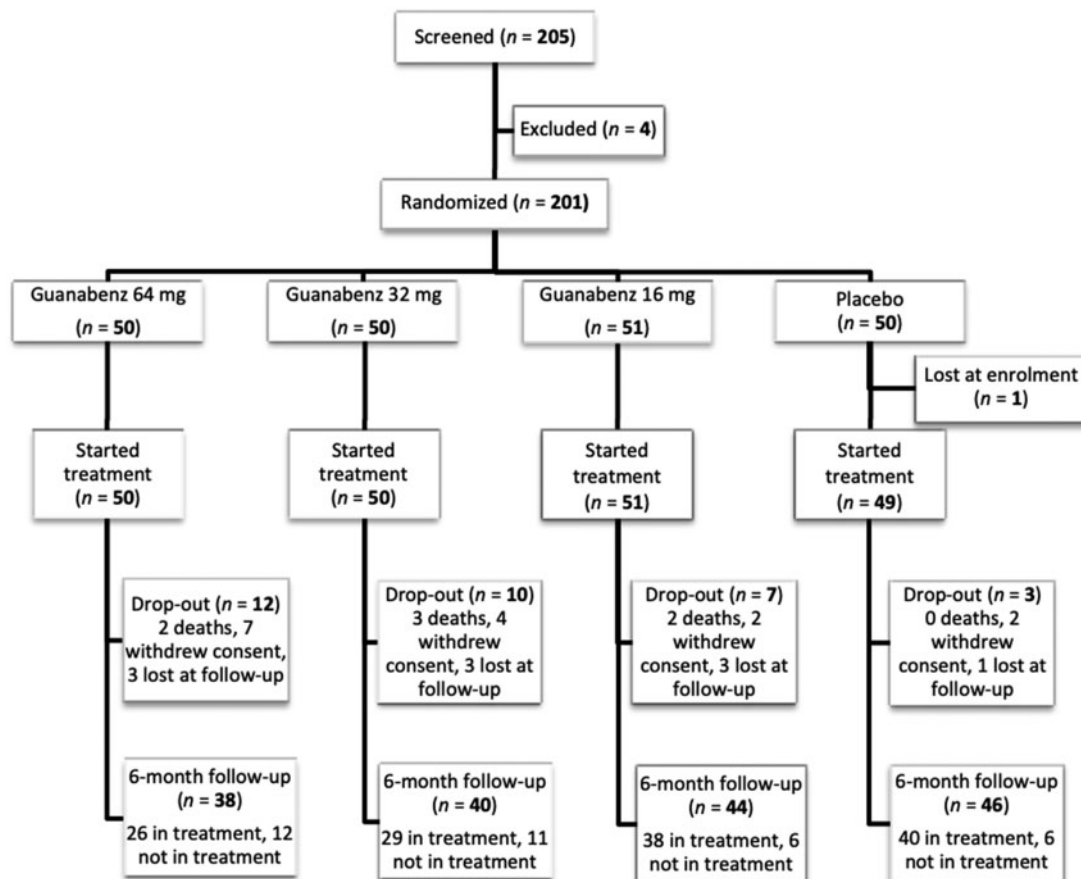 Screened (n = 205)
Excluded (n = 4)
Randomized (n = 201)
Guanabenz 64 mg
(n = 50)
Guanabenz 32 mg
(n = 50)
Guanabenz 16 mg
(n = 51)
Placebo
(n = 50)
Lost at enrolment
(n = 1)
Started
treatment
(n = 50)
Started
treatment
(n = 50)
Started
treatment
(n = 51)
Started
treatment
(n = 49)
Drop-out (n = 12)
2 deaths, 7
withdrew consent,
3 lost at follow-up
Drop-out (n = 10)
3 deaths, 4
withdrew
consent, 3 lost at
follow-up
Drop-out (n = 7)
2 deaths, 2
withdrew
consent, 3 lost at
follow-up
Drop-out (n = 3)
0 deaths, 2
withdrew
consent, 1 lost at
follow-up
6-month follow-up
(n = 38)
26 in treatment, 12
not in treatment
6-month follow-up
(n = 40)
29 in treatment, 11
not in treatment
6-month follow-up
(n = 44)
38 in treatment, 6
not in treatment
6-month follow-up
(n = 46)
40 in treatment, 6
not in treatment